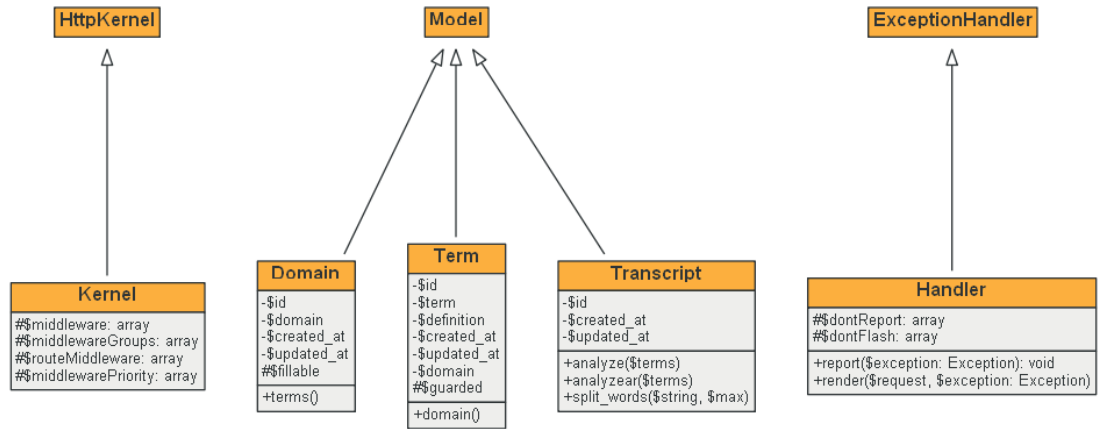 HttpKernel
Model
ExceptionHandler
Kernel
#$middleware: array
#$middlewareGroups: array
#$routeMiddleware: array
#$middlewarePriority: array
Domain
-$id
-$domain
-$created_at
-$updated_at
#$fillable
+terms()
Term
-$id
-$term
-$definition
-$created_at
-$updated_at
-$domain
#$guarded
+domain()
Transcript
-$id
-$created_at
-$updated_at
+analyze($terms)
+analyzear($terms)
+split_words($string, $max)
Handler
#$dontReport: array
#$dontFlash: array
+report($exception: Exception): void
+render($request, $exception: Exception)